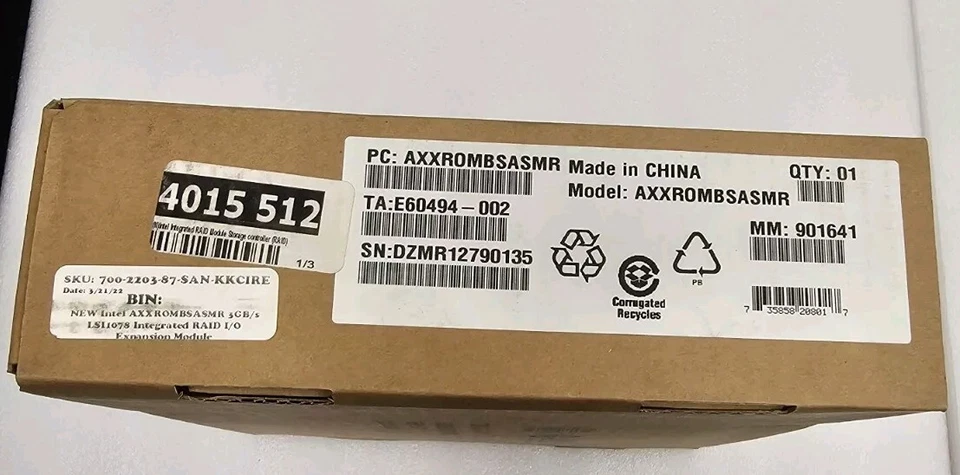 PC: AXXROMBSASMR Made in CHINA
QTY: 01
Model: AXXROMBSASMR
TA:E60494-002
MM: 901641
SN:DZMR12790135
PB
Corrugated
Recycles
7 35858 20801 7
4015 512
Intel Integrated RAID Module Storage controller (RAID)
1/3
SKU: 700-2203-87-SAN-KKCIRE
Date: 3/21/22
BIN:
NEW Intel AXXROMBSASMR 3GB/s
LSI1078 Integrated RAID I/O
Expansion Module